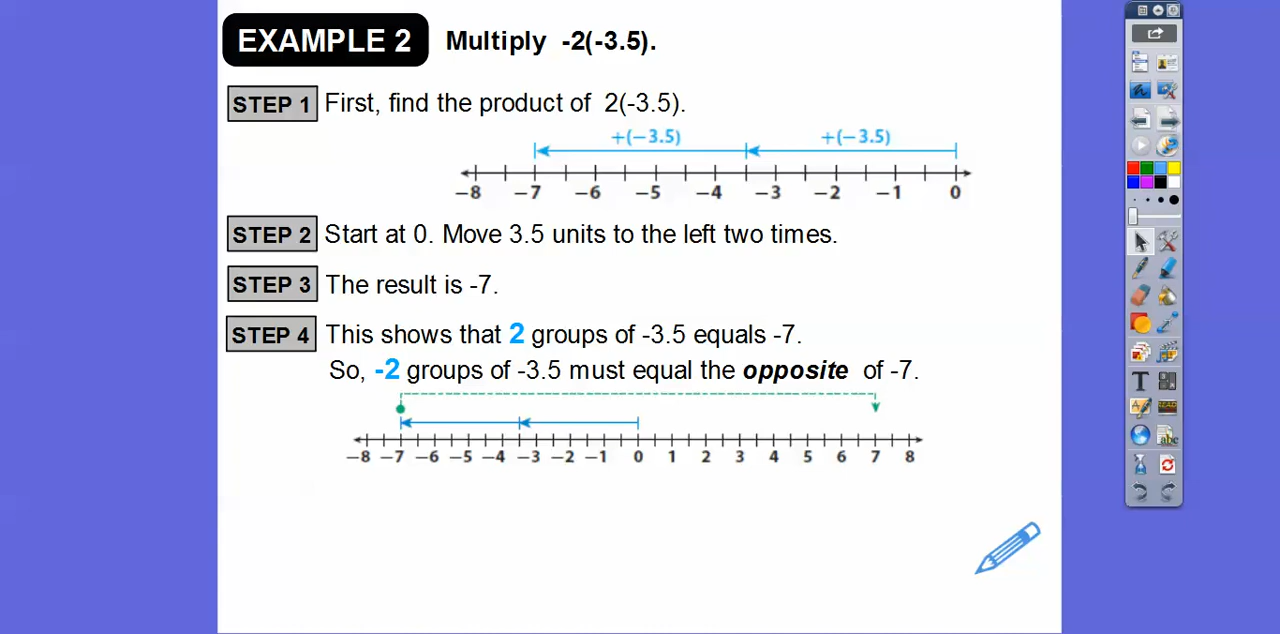 EXAMPLE 2 Multiply -2(-3.5).
STEP 1 First, find the product of 2(-3.5).
+(−3.5) +(−3.5)
−8 −7 −6 −5 −4 −3 −2 −1 0
STEP 2 Start at 0. Move 3.5 units to the left two times.
STEP 3 The result is -7.
STEP 4 This shows that 2 groups of -3.5 equals -7.
So, -2 groups of -3.5 must equal the opposite of -7.
−8 −7 −6 −5 −4 −3 −2 −1 0 1 2 3 4 5 6 7 8
T
abc